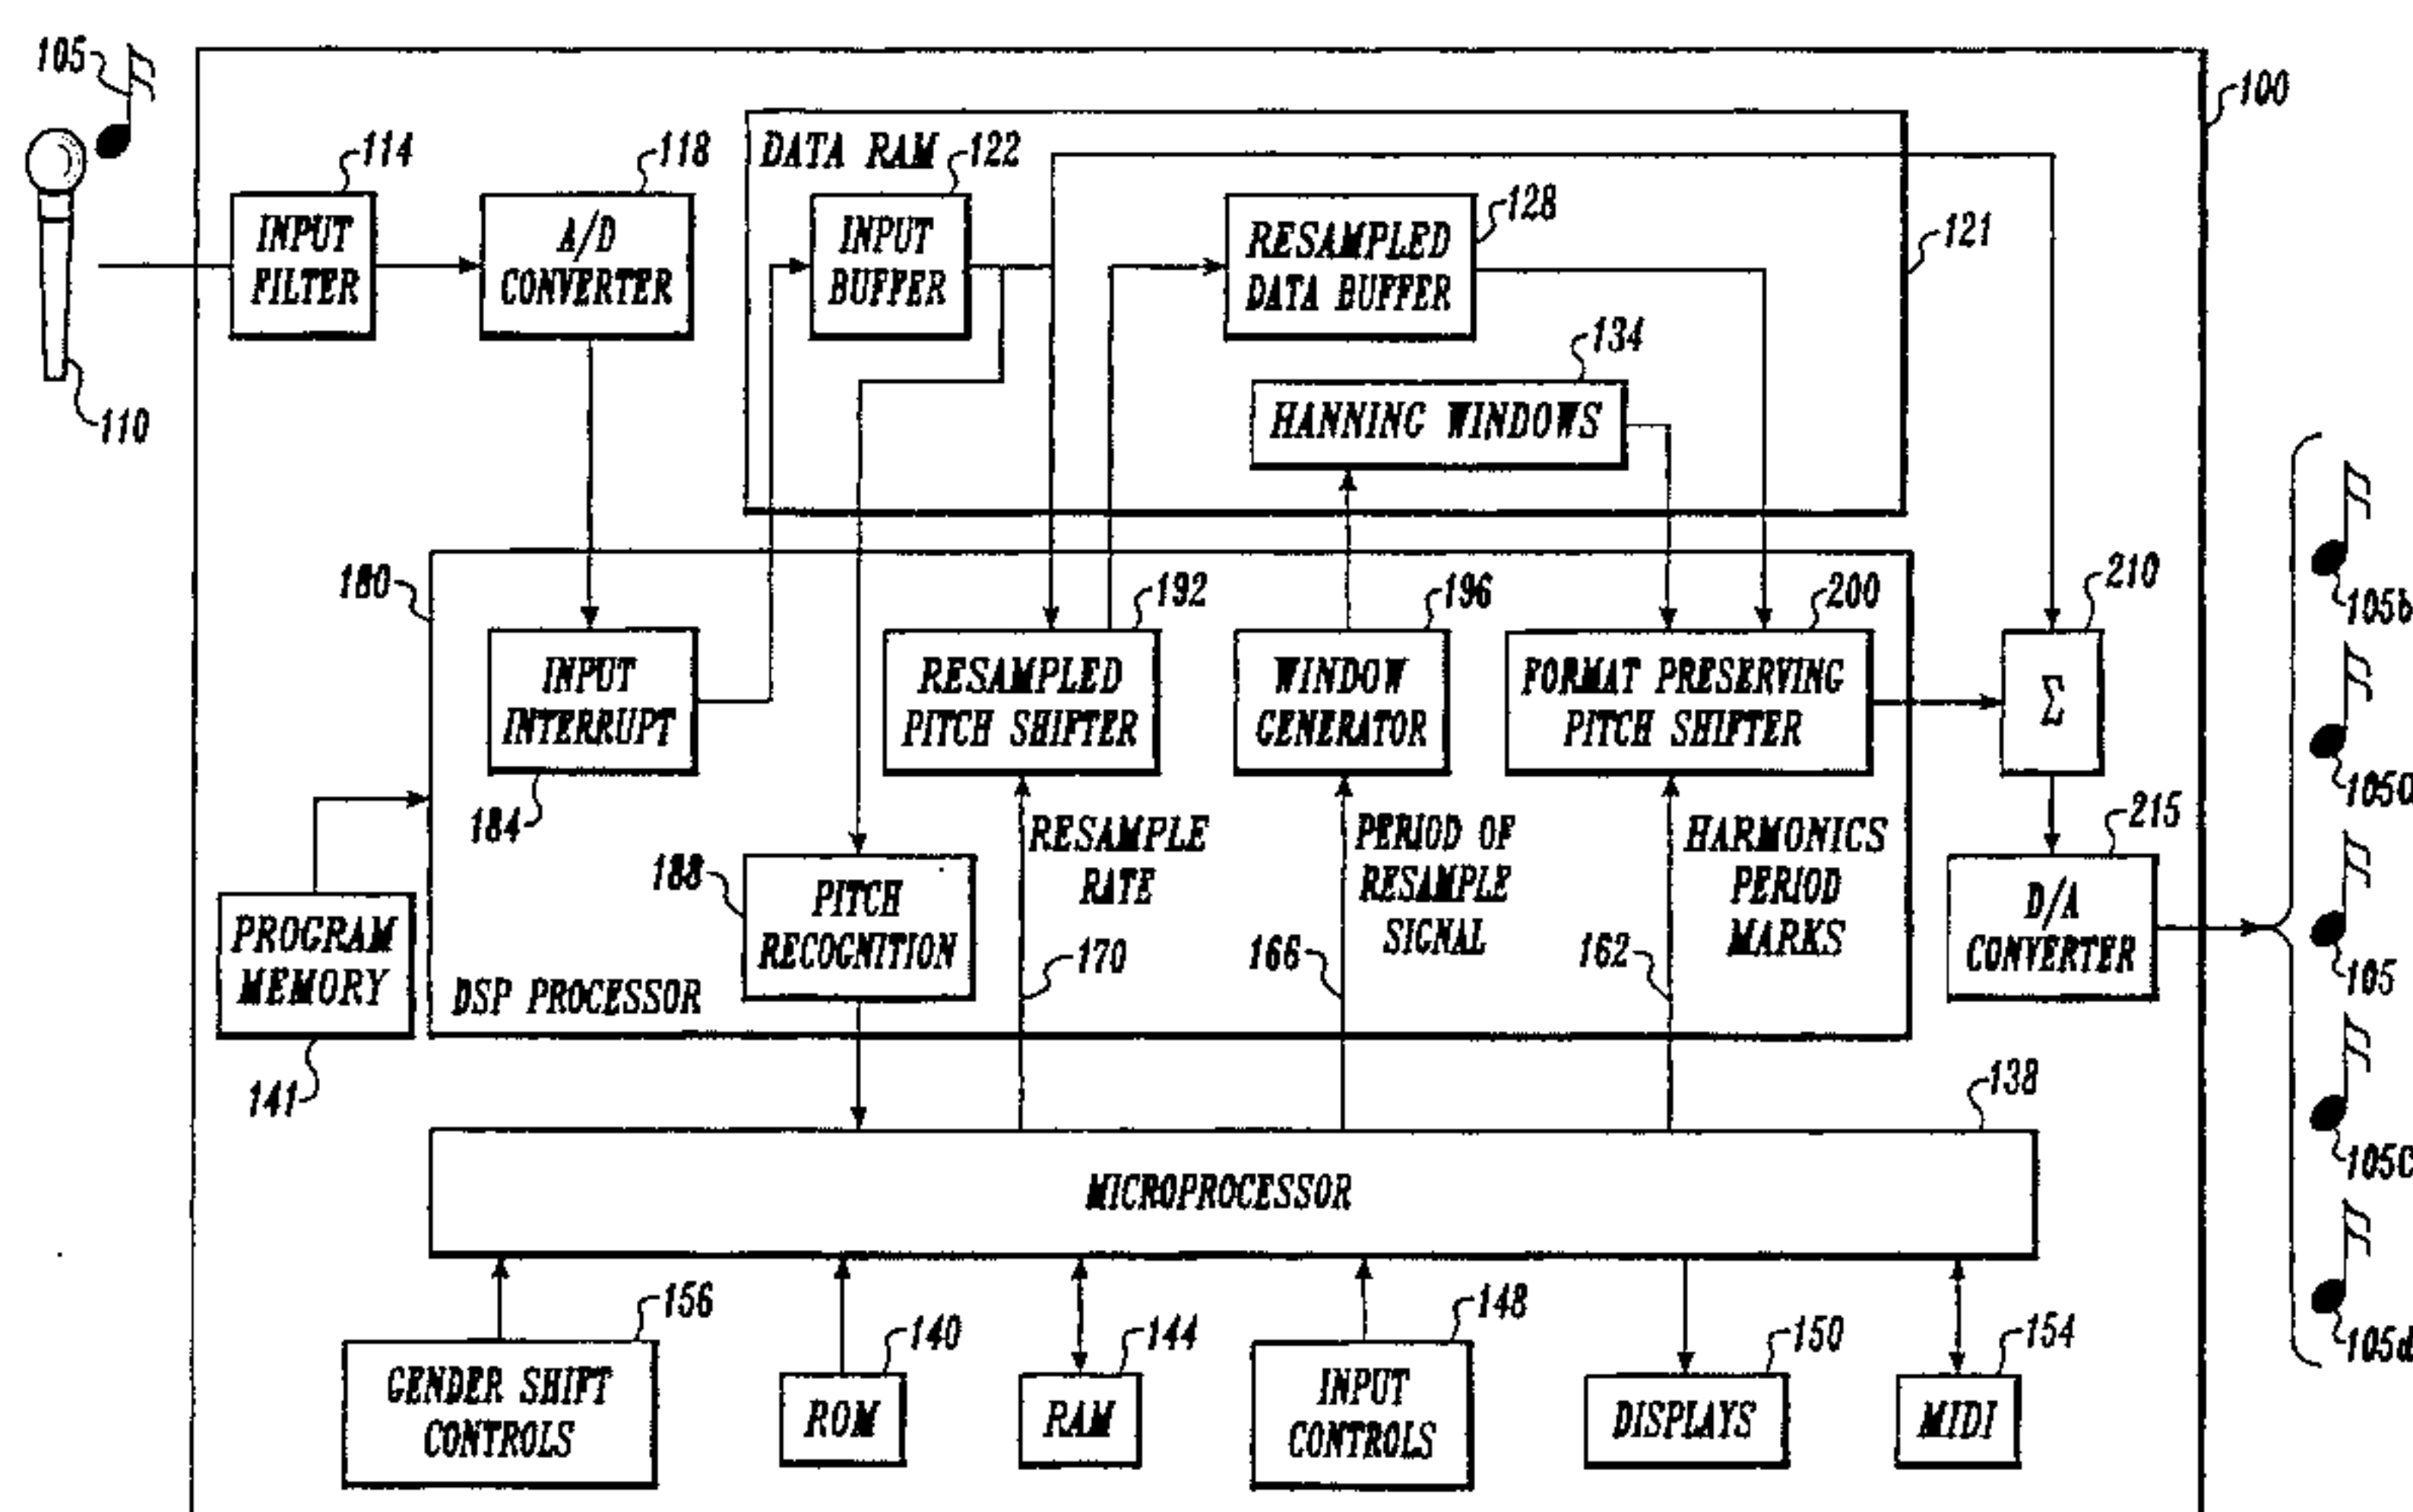 105
100
114
118
DATA RAM
122
INPUT
FILTER
A/D
CONVERTER
INPUT
BUFFER
RESAMPLED
DATA BUFFER
128
121
134
HANNING WINDOWS
110
180
192
196
200
210
105b
INPUT
INTERRUPT
RESAMPLED
PITCH SHIFTER
WINDOW
GENERATOR
FORMAT PRESERVING
PITCH SHIFTER
Σ
105a
184
188
PITCH
RECOGNITION
RESAMPLE
RATE
170
PERIOD OF
RESAMPLE
SIGNAL
166
HARMONICS
PERIOD
MARKS
162
215
D/A
CONVERTER
105
PROGRAM
MEMORY
141
DSP PROCESSOR
138
MICROPROCESSOR
105c
156
GENDER SHIFT
CONTROLS
140
ROM
144
RAM
148
INPUT
CONTROLS
150
DISPLAYS
154
MIDI
105d